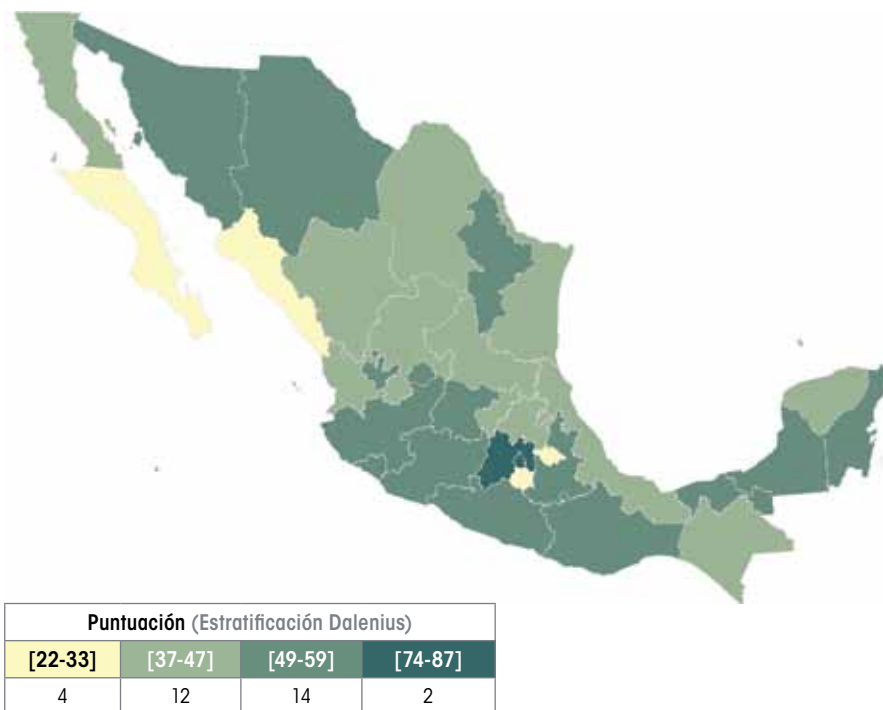 Puntuación (Estratificación Dalenius)
[22-33] [37-47] [49-59] [74-87]
4 12 14 2